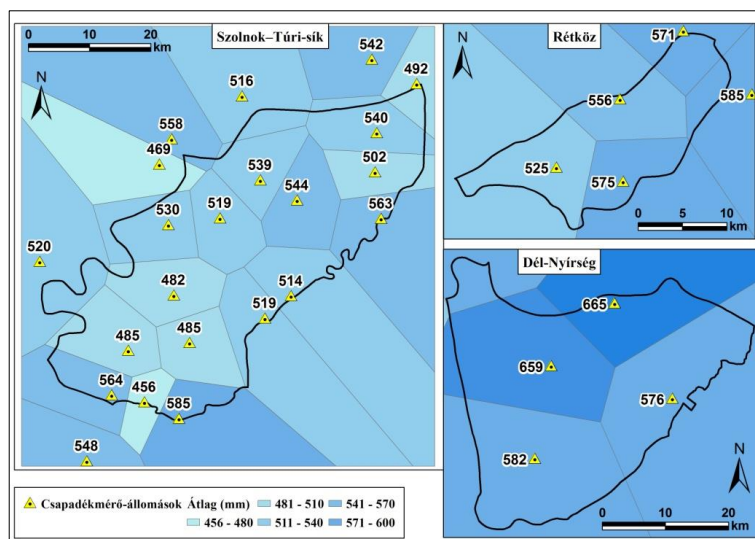 Szolnok–Túri-sík
0 10 20
km
N
542
492
516
558
540
469
502
539
544
563
519
530
520
482
514
519
485
485
564
456
585
548
Rétköz
N
571
585
556
525
575
0 5 10
km
Dél-Nyírség
665
659
576
582
N
0 10 20
km
Csapadékmérő-állomások Átlag (mm)
456 - 480
481 - 510
511 - 540
541 - 570
571 - 600